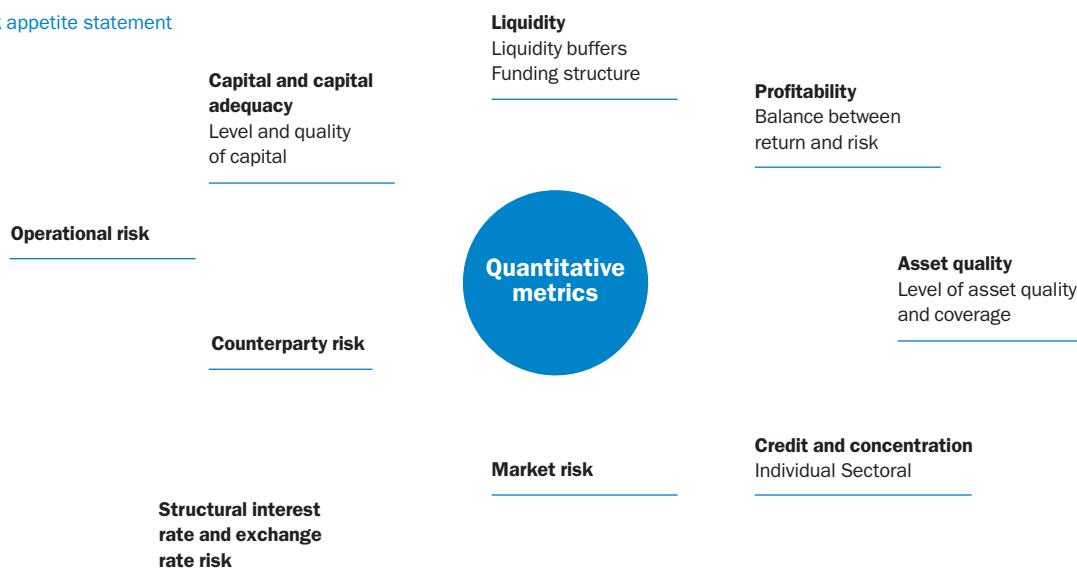 appetite statement
Liquidity
Liquidity buffers
Funding structure
Capital and capital
adequacy
Level and quality
of capital
Profitability
Balance between
return and risk
Operational risk
Quantitative
metrics
Asset quality
Level of asset quality
and coverage
Counterparty risk
Credit and concentration
Individual Sectoral
Market risk
Structural interest
rate and exchange
rate risk